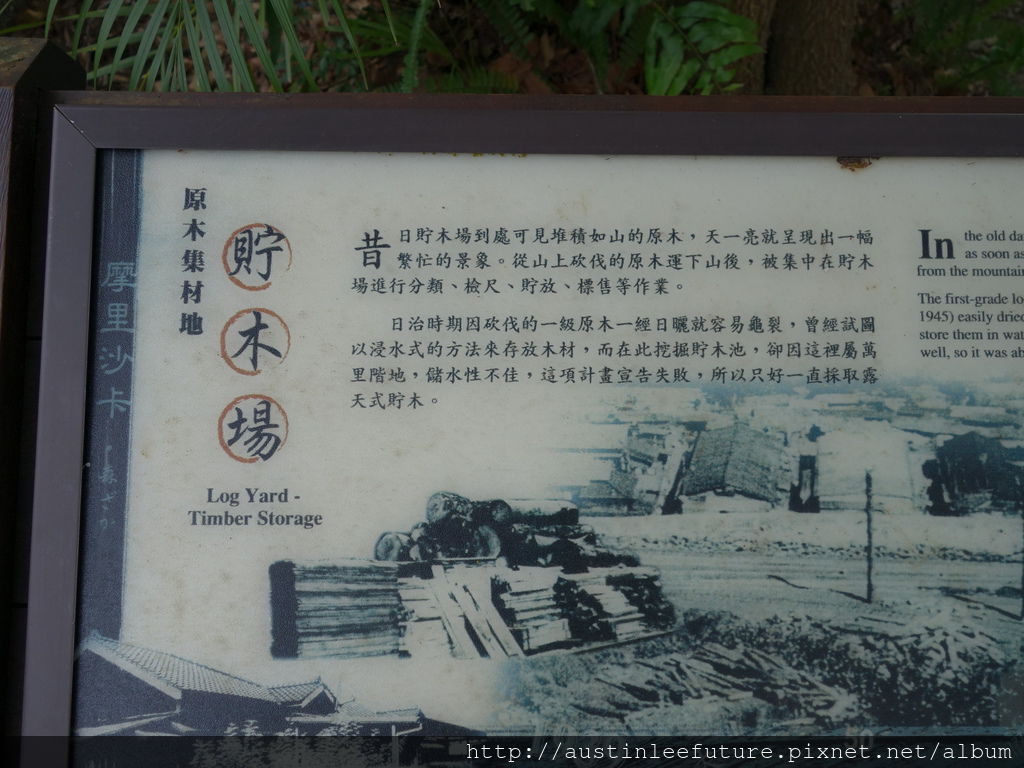 原木集材地
貯木場
Log Yard -
Timber Storage
摩里沙卡
昔日貯木場到處可見堆積如山的原木，天一亮就呈現出一幅
繁忙的景象。從山上砍伐的原木運下山後，被集中在貯木
場進行分類、檢尺、貯放、標售等作業。
日治時期因砍伐的一級原木一經日曬就容易龜裂，曾經試圖
以浸水式的方法來存放木材，而在此挖掘貯木池，卻因這裡屬萬
里階地，儲水性不佳，這項計畫宣告失敗，所以只好一直採取露
天式貯木。
In the old da
as soon as
from the mountain
The first-grade lo
1945) easily dried
store them in wat
well, so it was ab
http://austinleefuture.pixnet.net/album